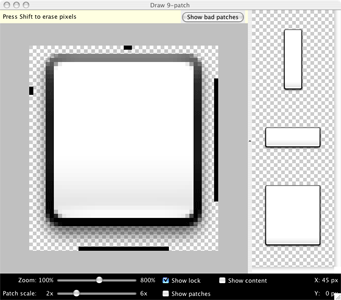 Draw 9-patch
Press Shift to erase pixels
Show bad patches
Zoom: 100% 800% Show lock Show content X: 45 px
Patch scale: 2x 6x Show patches Y: 0 px